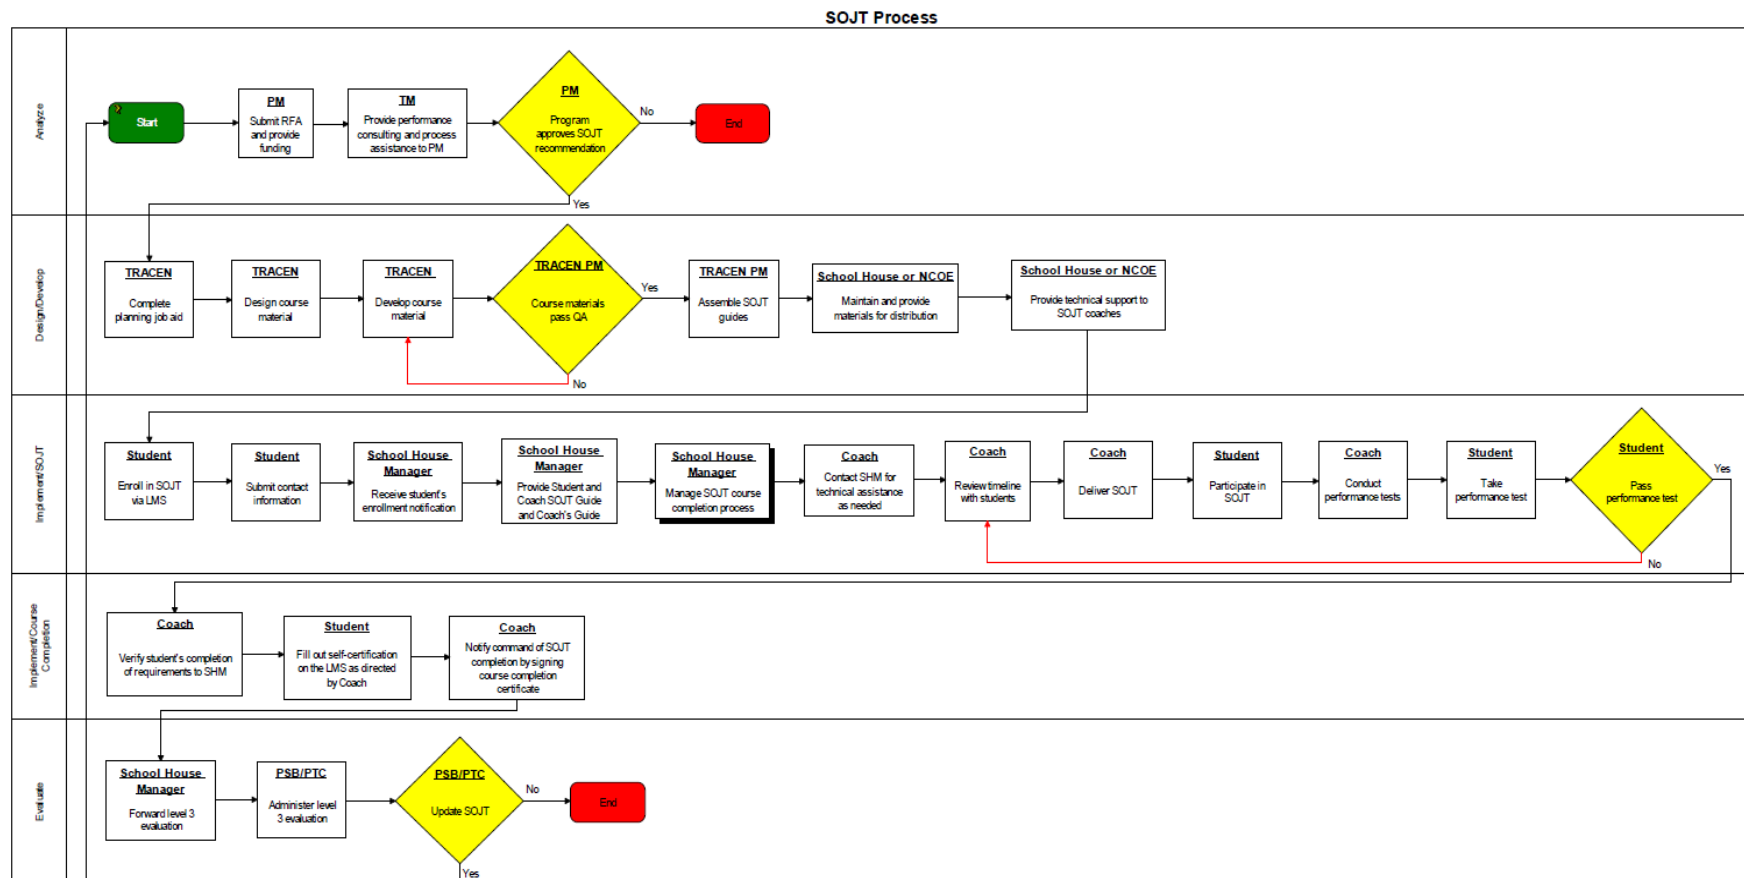 SOJT Process
Analyze
Start
PM
Submit RFA
and provide
funding
TM
Provide performance
consulting and process
assistance to PM
PM
Program
approves SOJT
recommendation
No
End
Yes
Design/Develop
TRACEN
Complete
planning job aid
TRACEN
Design course
material
TRACEN
Develop course
material
TRACEN PM
Course materials
pass QA
Yes
No
TRACEN PM
Assemble SOJT
guides
School House or NCOE
Maintain and provide
materials for distribution
School House or NCOE
Provide technical support to
SOJT coaches
Implement/SOJT
Student
Enroll in SOJT
via LMS
Student
Submit contact
information
School House
Manager
Receive student's
enrollment notification
School House
Manager
Provide Student and
Coach SOJT Guide
and Coach's Guide
School House
Manager
Manage SOJT course
completion process
Coach
Contact SHM for
technical assistance
as needed
Coach
Review timeline
with students
Coach
Deliver SOJT
Student
Participate in
SOJT
Coach
Conduct
performance tests
Student
Take
performance test
Student
Pass
performance test
Yes
No
Implement/Course
Completion
Coach
Verify student's completion
of requirements to SHM
Student
Fill out self-certification
on the LMS as directed
by Coach
Coach
Notify command of SOJT
completion by signing
course completion
certificate
Evaluate
School House
Manager
Forward level 3
evaluation
PSB/PTC
Administer level
3 evaluation
PSB/PTC
Update SOJT
No
End
Yes